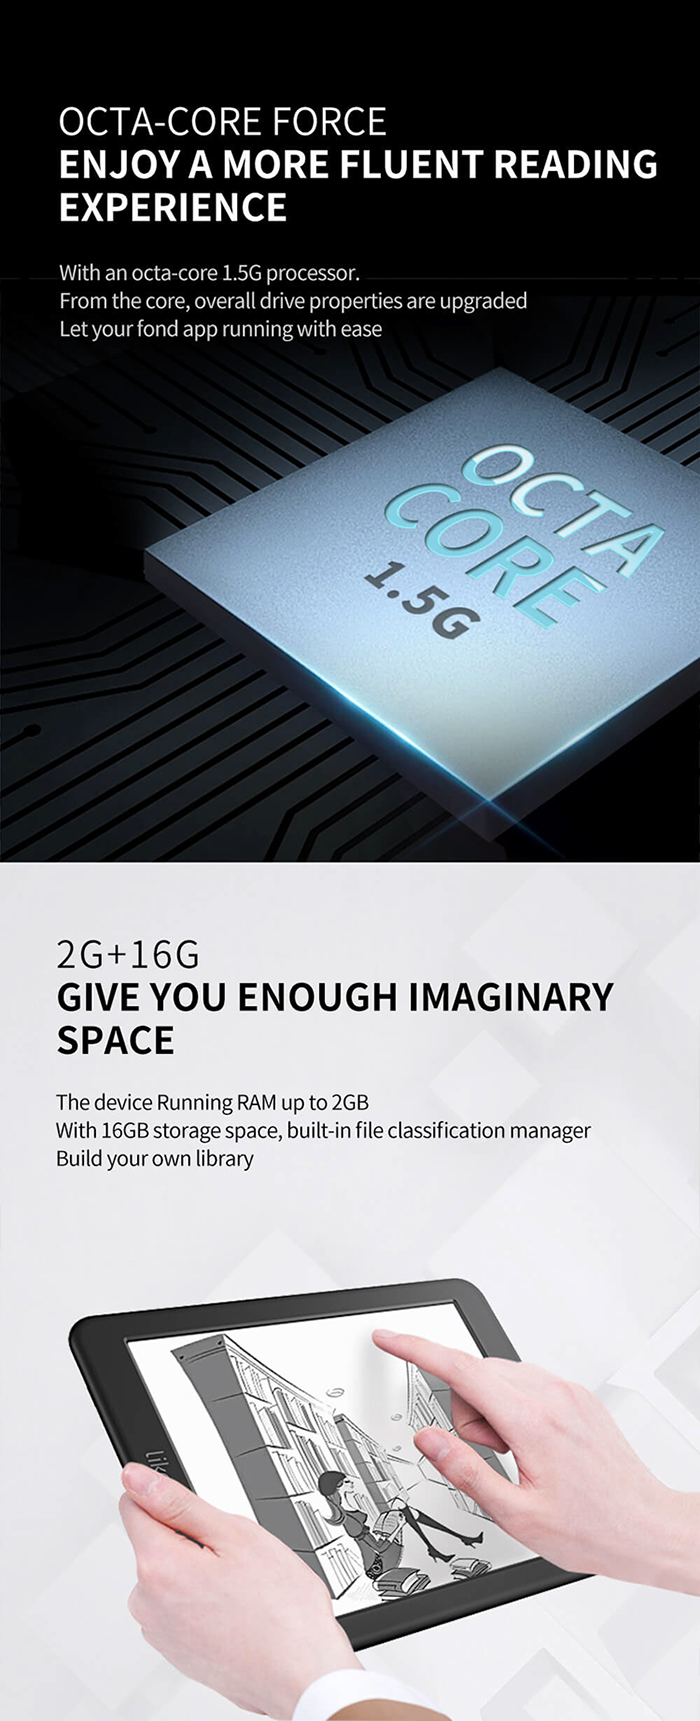 OCTA-CORE FORCE
ENJOY A MORE FLUENT READING
EXPERIENCE
With an octa-core 1.5G processor.
From the core, overall drive properties are upgraded
Let your fond app running with ease
OCTA
CORE
1.5G
2G+16G
GIVE YOU ENOUGH IMAGINARY
SPACE
The device Running RAM up to 2GB
With 16GB storage space, built-in file classification manager
Build your own library